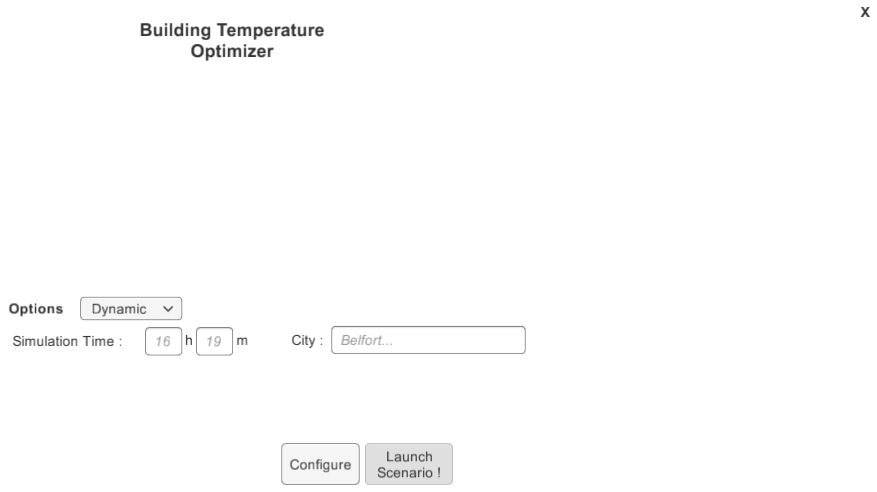 X
Building Temperature
Optimizer
Options Dynamic
Simulation Time : 16 h 19 m City : Belfort...
Configure
Launch
Scenario !